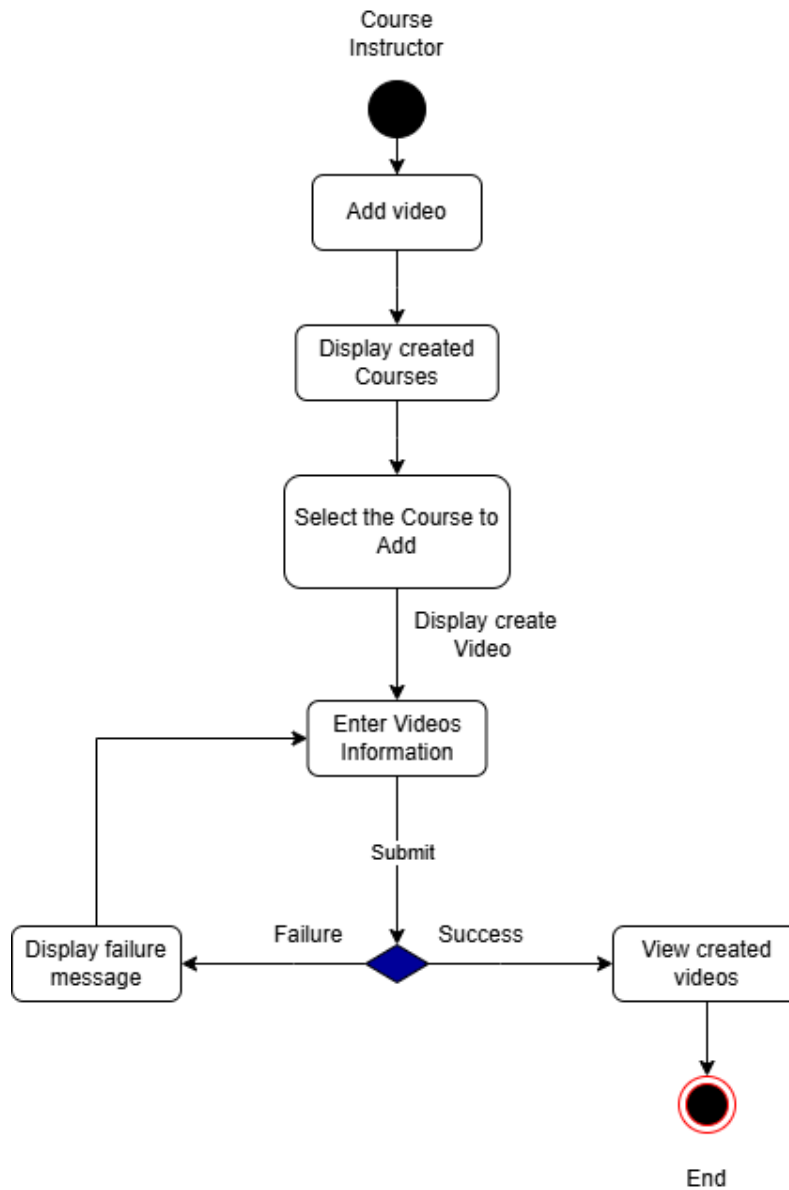 Course
Instructor
Add video
Display created
Courses
Select the Course to
Add
Display create
Video
Enter Videos
Information
Submit
Failure
Success
Display failure
message
View created
videos
End